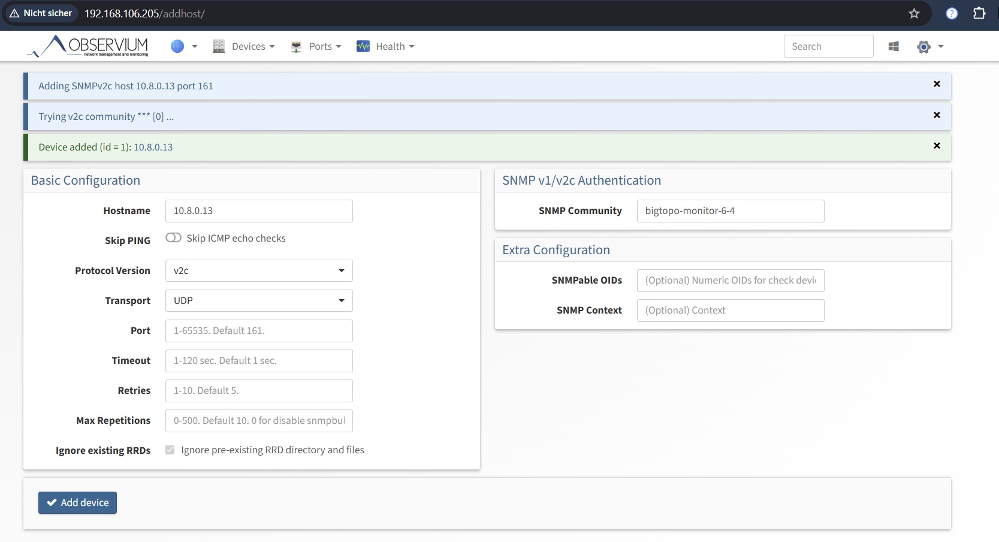 Nicht sicher 192.168.106.205/addhost/
OBSERVIUM
network management and monitoring
Devices Ports Health Search
Adding SNMPv2c host 10.8.0.13 port 161
Trying v2c community *** [0] ...
Device added (id = 1): 10.8.0.13
Basic Configuration
Hostname 10.8.0.13
Skip PING Skip ICMP echo checks
Protocol Version v2c
Transport UDP
Port 1-65535. Default 161.
Timeout 1-120 sec. Default 1 sec.
Retries 1-10. Default 5.
Max Repetitions 0-500. Default 10. 0 for disable snmpbul
Ignore existing RRDs Ignore pre-existing RRD directory and files
SNMP v1/v2c Authentication
SNMP Community bigtopo-monitor-6-4
Extra Configuration
SNMPable OIDs (Optional) Numeric OIDs for check devic
SNMP Context (Optional) Context
Add device